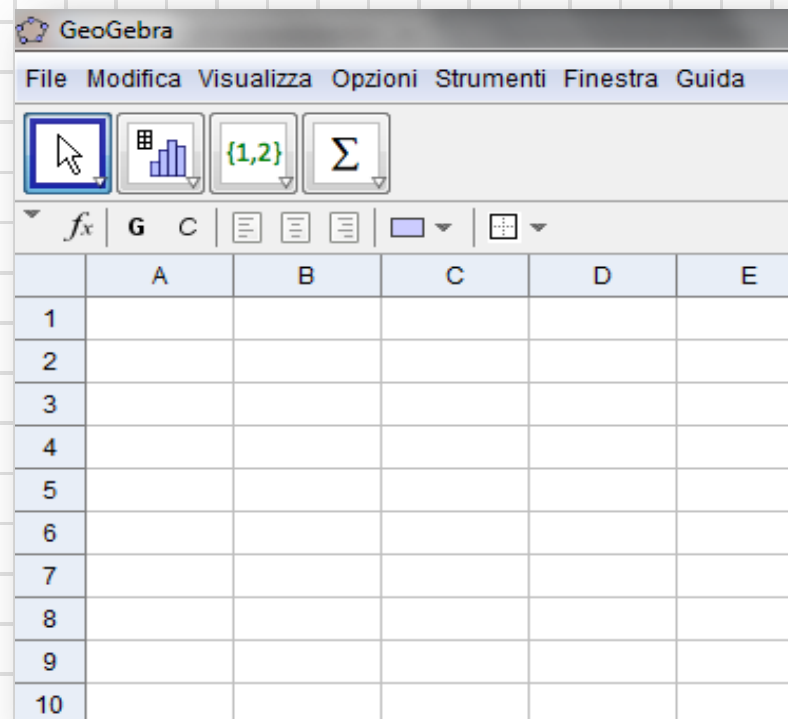 GeoGebra
File Modifica Visualizza Opzioni Strumenti Finestra Guida
{1,2} Σ
fx G C
A B C D E
1
2
3
4
5
6
7
8
9
10